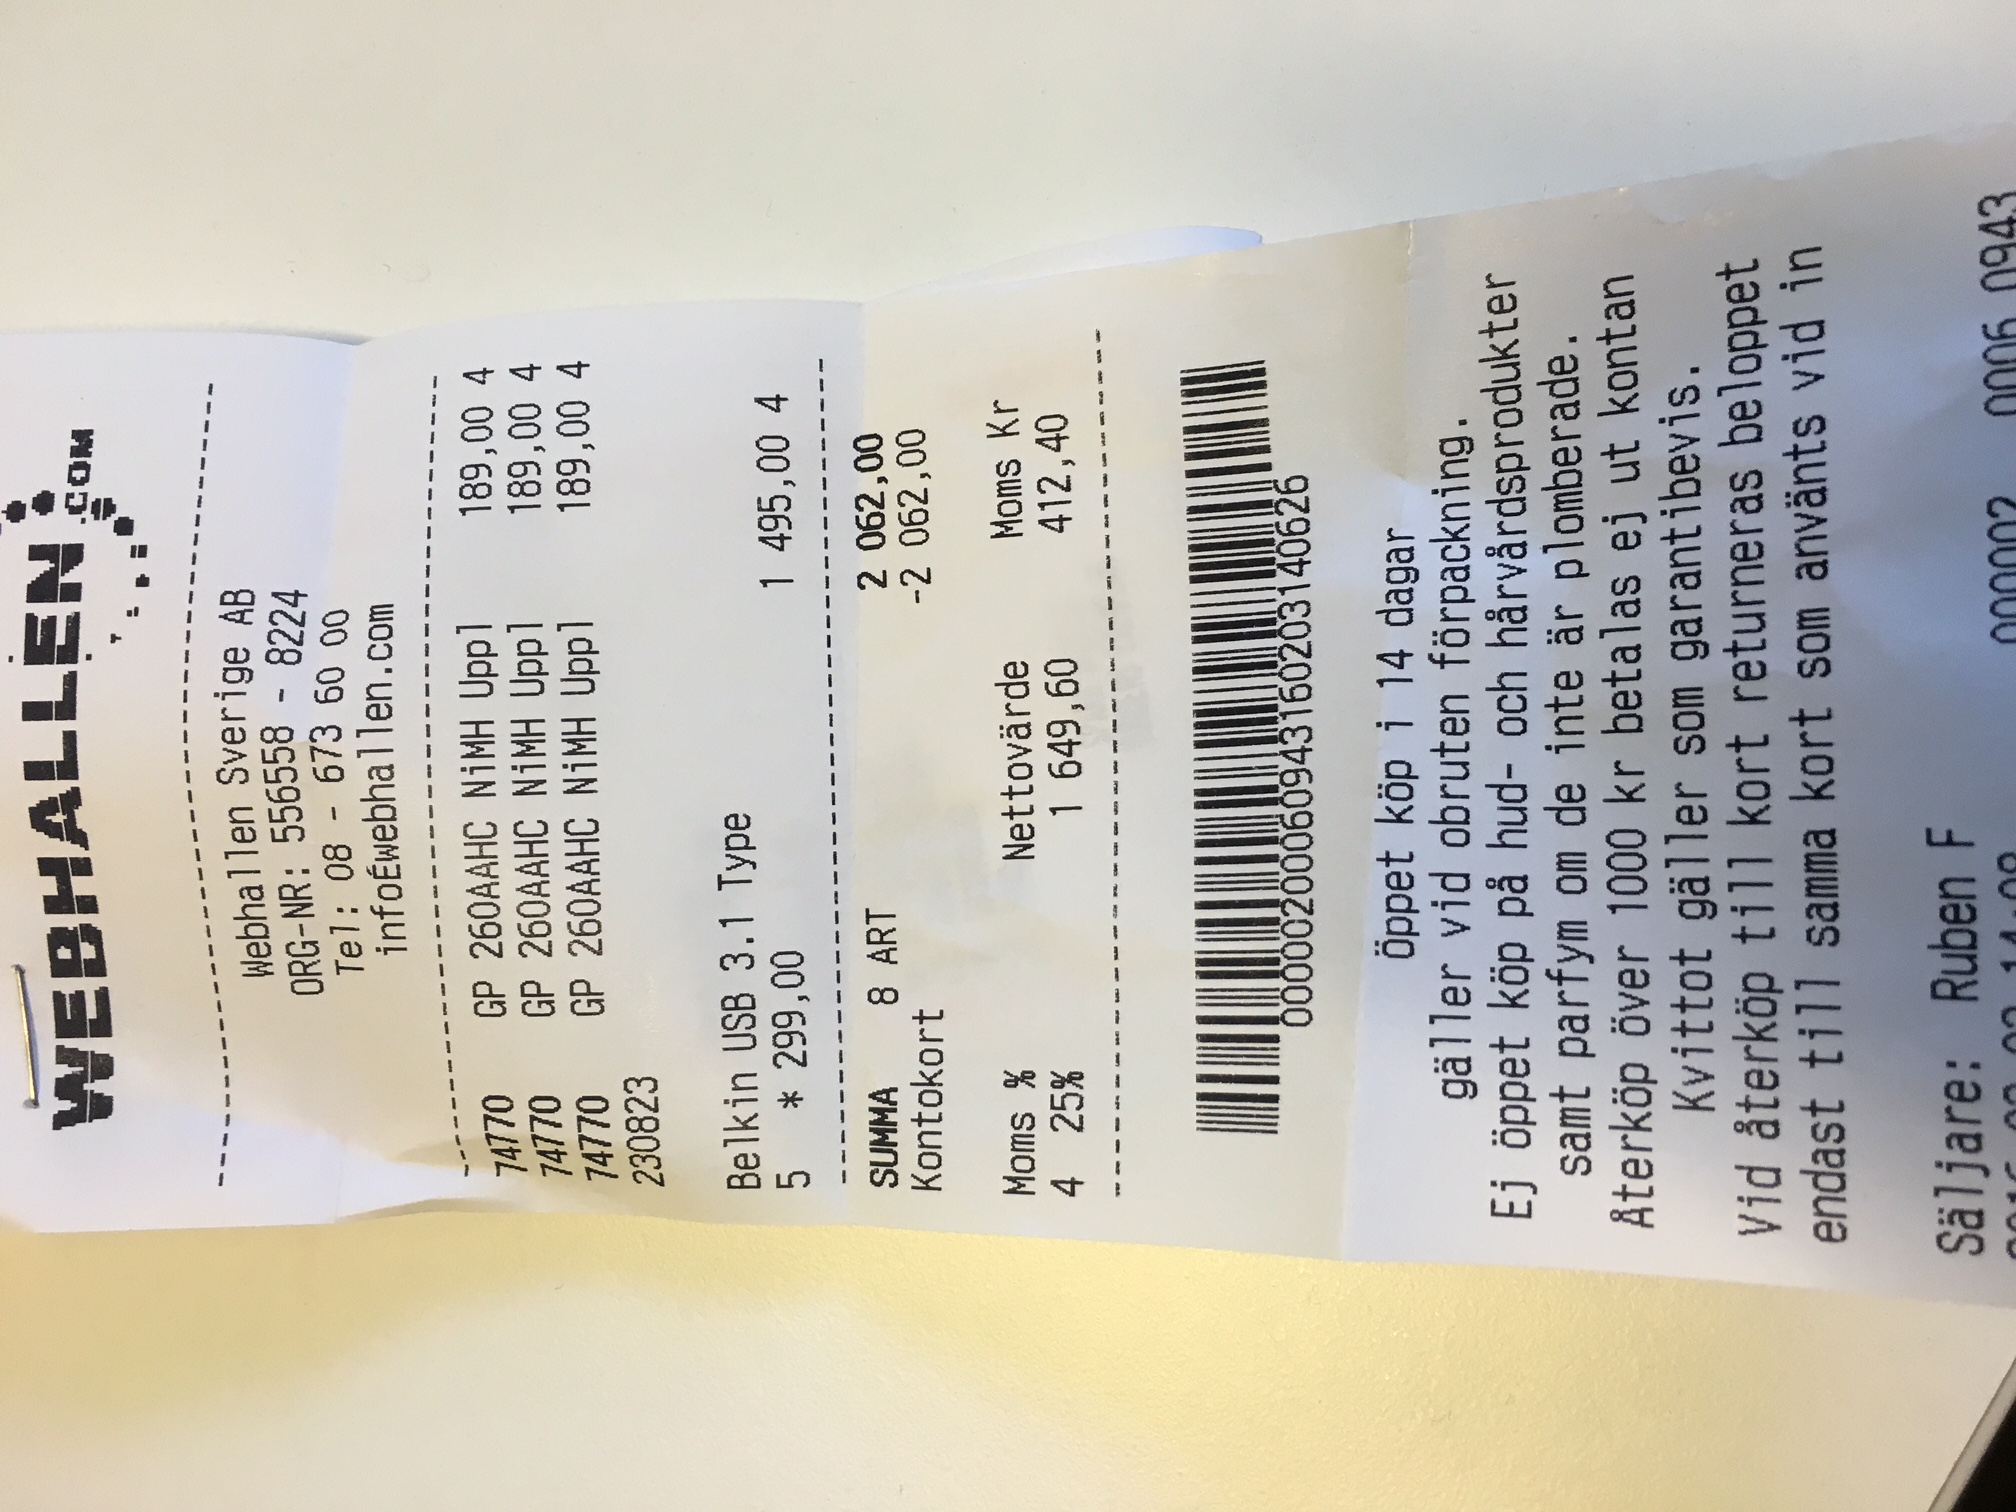 WEBHALLEN.COM
Webhallen Sverige AB
ORG-NR: 556558 - 8224
Tel: 08 - 673 60 00
infoÉwebhallen.com
74770 GP 260AAHC NiMH Uppl 189,00 4
74770 GP 260AAHC NiMH Uppl 189,00 4
74770 GP 260AAHC NiMH Uppl 189,00 4
230823
Belkin USB 3.1 Type
5 * 299,00 1 495,00 4
SUMMA 8 ART 2 062,00
Kontokort -2 062,00
Moms % Nettovärde Moms Kr
4 25% 1 649,60 412,40
00000200060943160203140626
Öppet köp i 14 dagar
gäller vid obruten förpackning.
Ej öppet köp på hud- och hårvårdsprodukter
samt parfym om de inte är plomberade.
Återköp över 1000 kr betalas ej ut kontan
Kvittot gäller som garantibevis.
Vid återköp till kort returneras beloppet
endast till samma kort som använts vid in
Säljare: Ruben F
000002 0006 0943